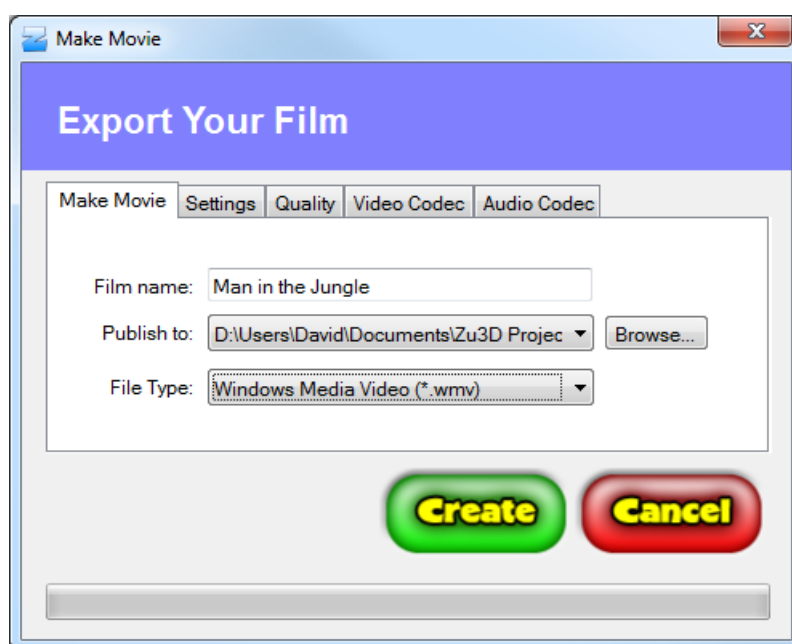 Make Movie
Export Your Film
Make Movie Settings Quality Video Codec Audio Codec
Film name: Man in the Jungle
Publish to: D:\Users\David\Documents\Zu3D Projec Browse...
File Type: Windows Media Video (*.wmv)
Create Cancel